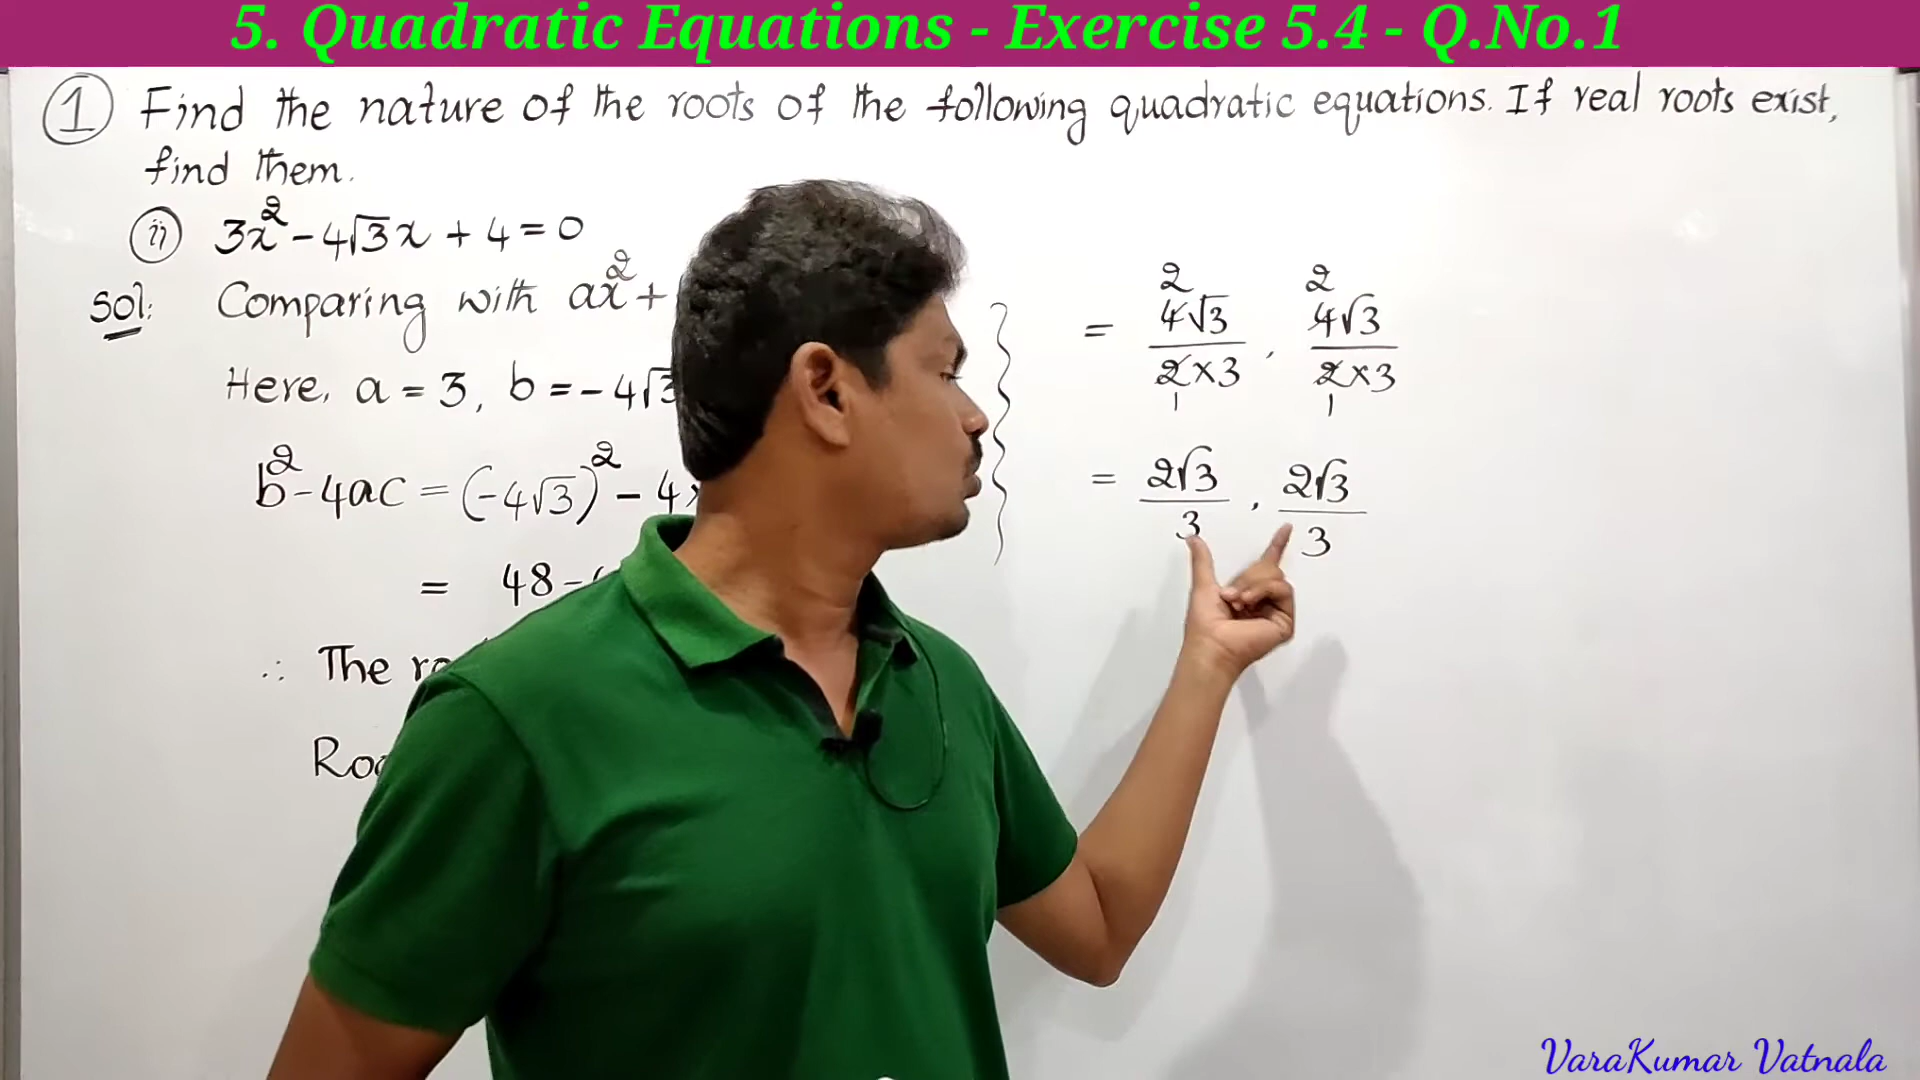 5. Quadratic Equations - Exercise 5.4 - Q.No.1
① Find the nature of the roots of the following quadratic equations. If real roots exist,
find them.
(ii) 3x² - 4√3x + 4 = 0
Sol: Comparing with ax² +
Here, a = 3, b = -4√3
b² - 4ac = (-4√3)² - 4×
= 48 -
∴ The
= 4√3/2×3 , 4√3/2×3
= 2√3/3 , 2√3/3
VaraKumar Vatnala